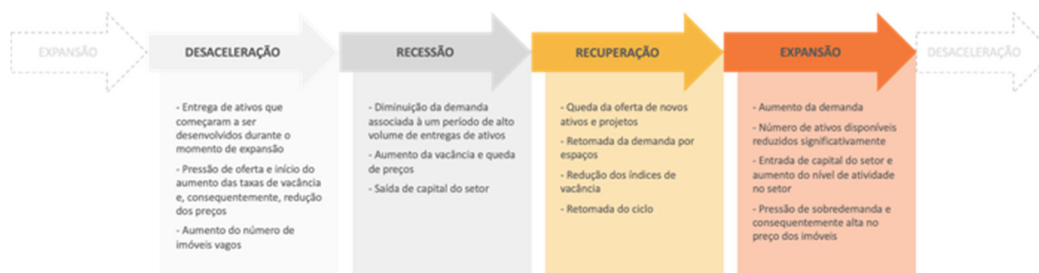 EXPANSÃO
DESACELERAÇÃO
RECESSÃO
RECUPERAÇÃO
EXPANSÃO
DESACELERAÇÃO
- Entrega de ativos que
começaram a ser
desenvolvidos durante o
momento de expansão
- Pressão de oferta e início do
aumento das taxas de vacância
e, consequentemente, redução
dos preços
- Aumento do número de
imóveis vagos
- Diminuição da demanda
associada à um período de alto
volume de entregas de ativos
- Aumento da vacância e queda
de preços
- Saída de capital do setor
- Queda da oferta de novos
ativos e projetos
- Retomada da demanda por
espaços
- Redução dos índices de
vacância
- Retomada do ciclo
- Aumento da demanda
- Número de ativos disponíveis
reduzidos significativamente
- Entrada de capital do setor e
aumento do nível de atividade
no setor
- Pressão de sobredemanda e
consequentemente alta no
preço dos imóveis